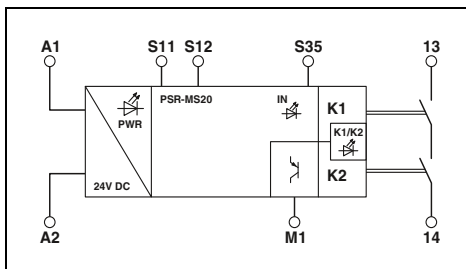 A1 S11 S12 S35 13
PSR-MS20 IN K1
PWR K1/K2
24V DC K2
A2 M1 14